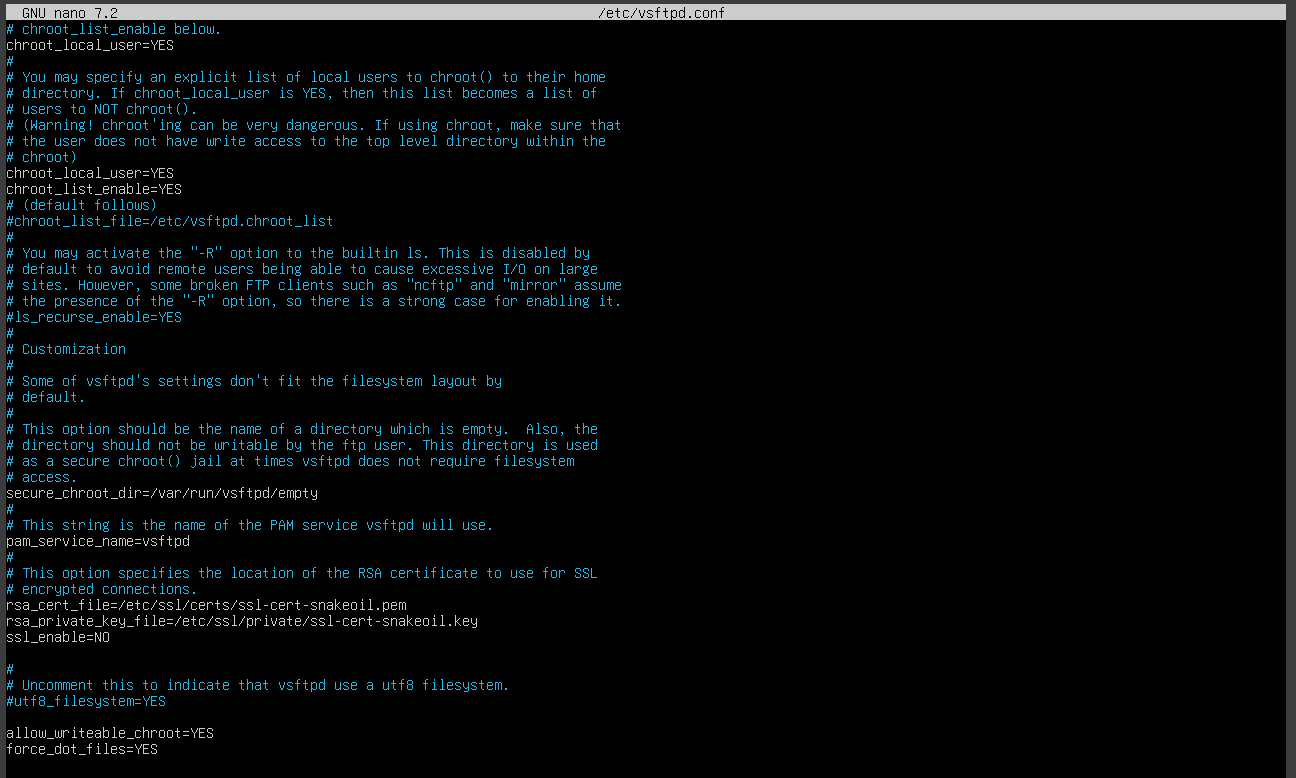 GNU nano 7.2 /etc/vsftpd.conf
# chroot_list_enable below.
chroot_local_user=YES
#
# You may specify an explicit list of local users to chroot() to their home
# directory. If chroot_local_user is YES, then this list becomes a list of
# users to NOT chroot().
# (Warning! chroot'ing can be very dangerous. If using chroot, make sure that
# the user does not have write access to the top level directory within the
# chroot)
chroot_local_user=YES
chroot_list_enable=YES
# (default follows)
#chroot_list_file=/etc/vsftpd.chroot_list
#
# You may activate the "-R" option to the builtin ls. This is disabled by
# default to avoid remote users being able to cause excessive I/O on large
# sites. However, some broken FTP clients such as "ncftp" and "mirror" assume
# the presence of the "-R" option, so there is a strong case for enabling it.
#ls_recurse_enable=YES
#
# Customization
#
# Some of vsftpd's settings don't fit the filesystem layout by
# default.
#
# This option should be the name of a directory which is empty.  Also, the
# directory should not be writable by the ftp user. This directory is used
# as a secure chroot() jail at times vsftpd does not require filesystem
# access.
secure_chroot_dir=/var/run/vsftpd/empty
#
# This string is the name of the PAM service vsftpd will use.
pam_service_name=vsftpd
#
# This option specifies the location of the RSA certificate to use for SSL
# encrypted connections.
rsa_cert_file=/etc/ssl/certs/ssl-cert-snakeoil.pem
rsa_private_key_file=/etc/ssl/private/ssl-cert-snakeoil.key
ssl_enable=NO
#
# Uncomment this to indicate that vsftpd use a utf8 filesystem.
#utf8_filesystem=YES
allow_writeable_chroot=YES
force_dot_files=YES